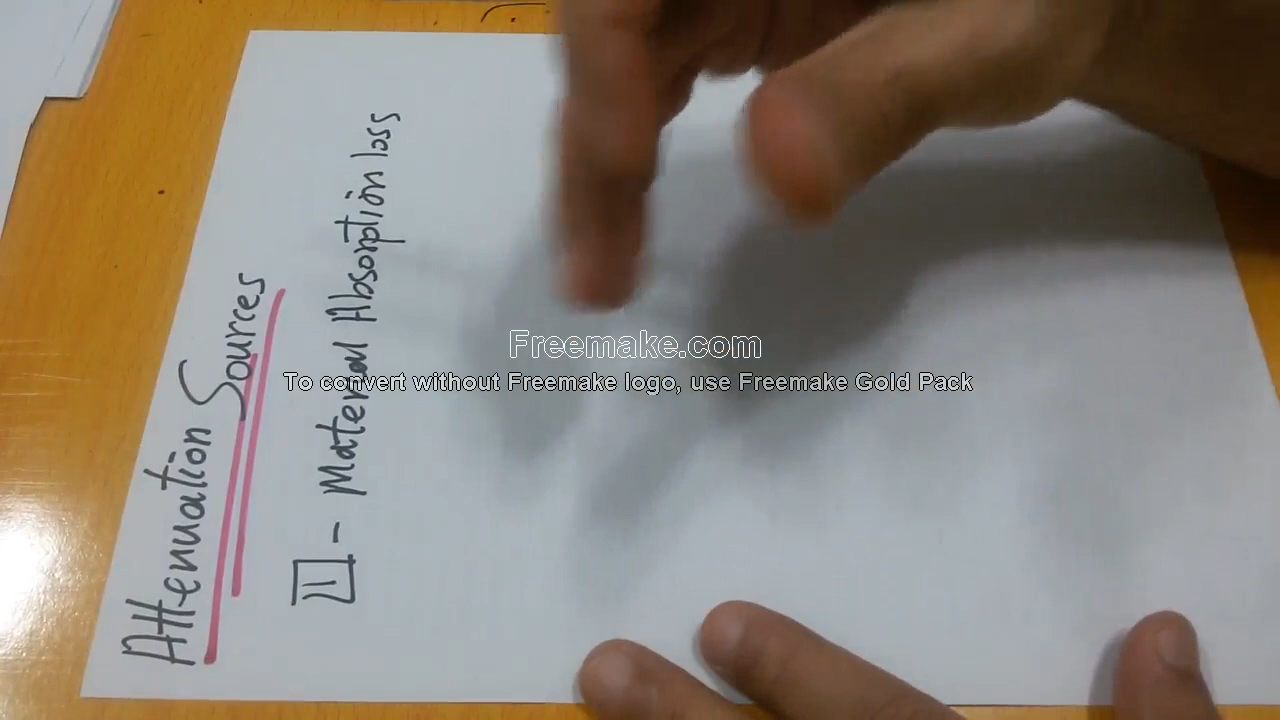 Attenuation Sources
1 - Material Absorption loss
Freemake.com
To convert without Freemake logo, use Freemake Gold Pack